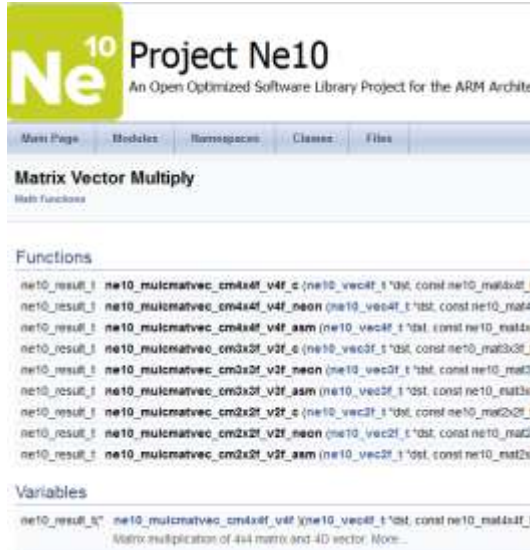 Ne10
Project Ne10
An Open Optimized Software Library Project for the ARM Archite
Main Page Modules Namespaces Classes Files
Matrix Vector Multiply
Math Functions
Functions
ne10_result_t ne10_mulcmatvec_cm4x4f_v4f_c (ne10_vec4f_t *dst, const ne10_mat4x4f_
ne10_result_t ne10_mulcmatvec_cm4x4f_v4f_neon (ne10_vec4f_t *dst, const ne10_mat4
ne10_result_t ne10_mulcmatvec_cm4x4f_v4f_asm (ne10_vec4f_t *dst, const ne10_mat4x
ne10_result_t ne10_mulcmatvec_cm3x3f_v3f_c (ne10_vec3f_t *dst, const ne10_mat3x3f_
ne10_result_t ne10_mulcmatvec_cm3x3f_v3f_neon (ne10_vec3f_t *dst, const ne10_mat3
ne10_result_t ne10_mulcmatvec_cm3x3f_v3f_asm (ne10_vec3f_t *dst, const ne10_mat3x
ne10_result_t ne10_mulcmatvec_cm2x2f_v2f_c (ne10_vec2f_t *dst, const ne10_mat2x2f_
ne10_result_t ne10_mulcmatvec_cm2x2f_v2f_neon (ne10_vec2f_t *dst, const ne10_mat2
ne10_result_t ne10_mulcmatvec_cm2x2f_v2f_asm (ne10_vec2f_t *dst, const ne10_mat2x
Variables
ne10_result_t(* ne10_mulcmatvec_cm4x4f_v4f )(ne10_vec4f_t *dst, const ne10_mat4x4f_
Matrix multiplication of 4x4 matrix and 4D vector. More...